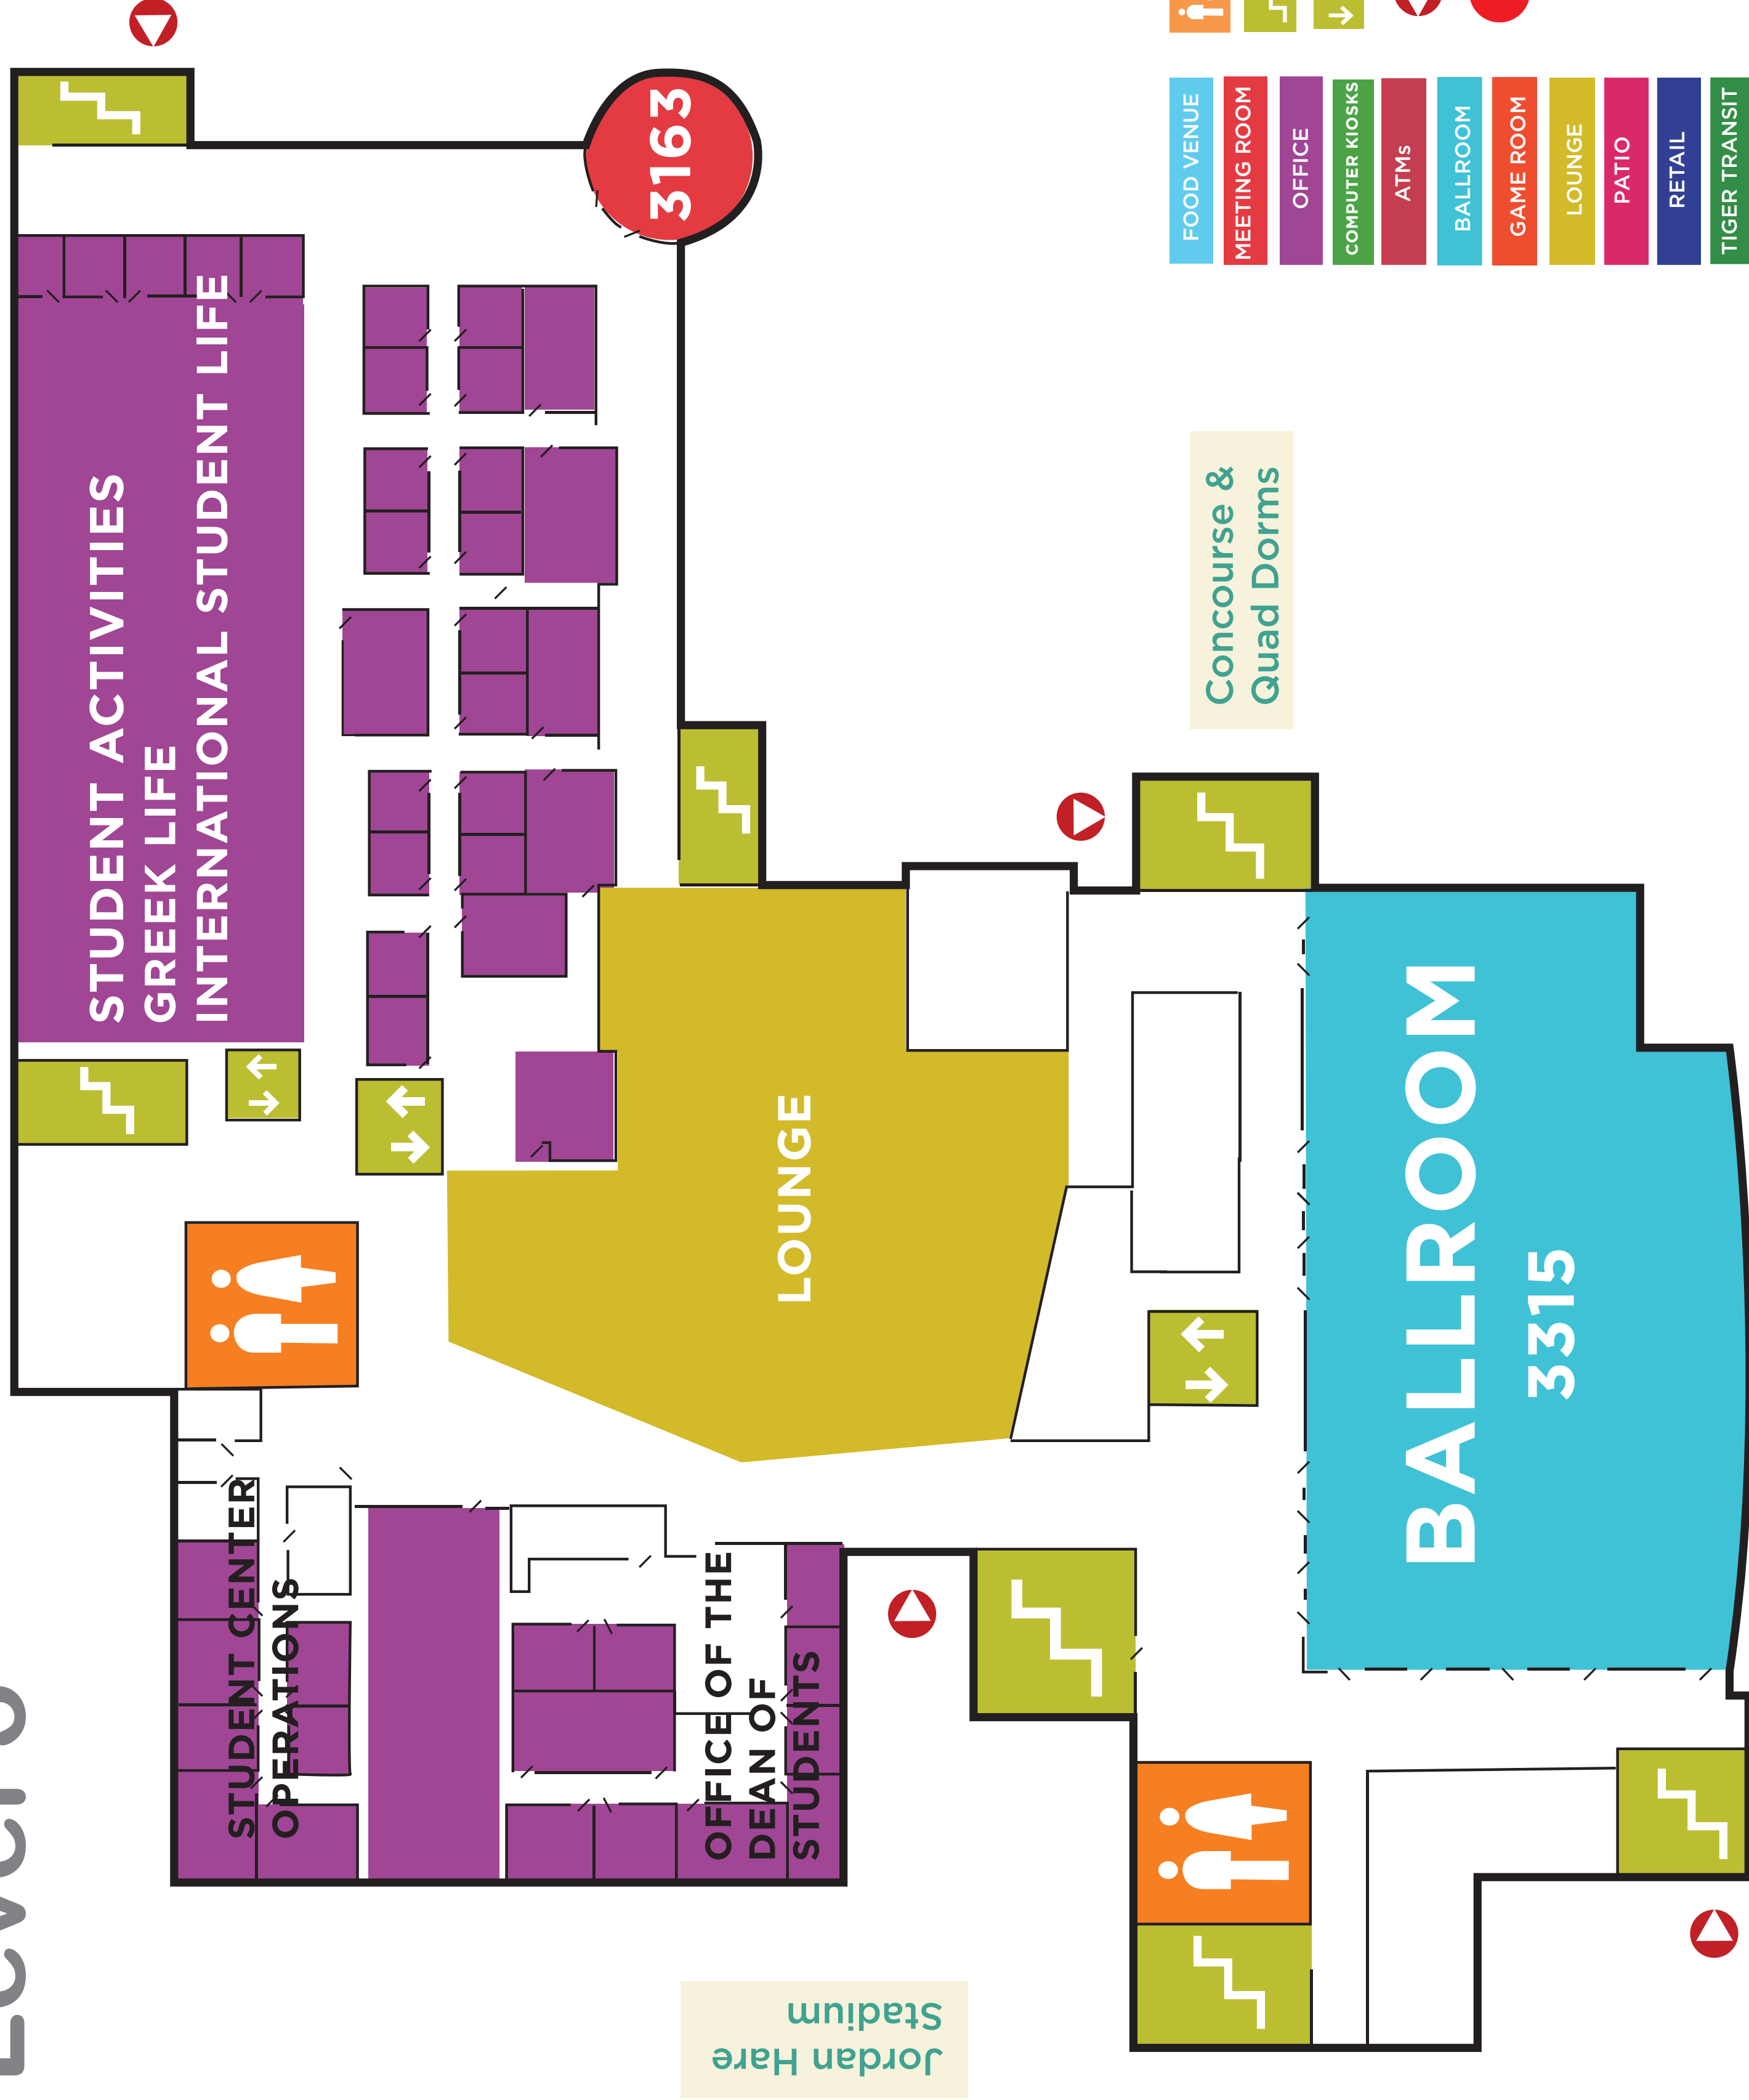 Level 3
STUDENT ACTIVITIES
GREEK LIFE
INTERNATIONAL STUDENT LIFE
STUDENT CENTER
OPERATIONS
3163
OFFICE OF THE
DEAN OF
STUDENTS
LOUNGE
Jordan Hare
Stadium
Concourse &
Quad Dorms
BALLROOM
3315
FOOD VENUE
MEETING ROOM
OFFICE
COMPUTER KIOSKS
ATMs
BALLROOM
GAME ROOM
LOUNGE
PATIO
RETAIL
TIGER TRANSIT